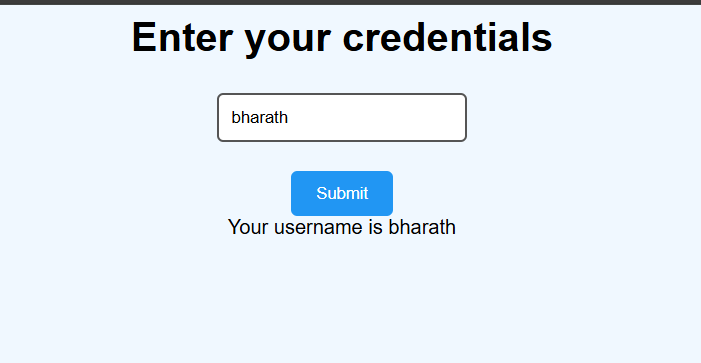 Enter your credentials
bharath
Submit
Your username is bharath